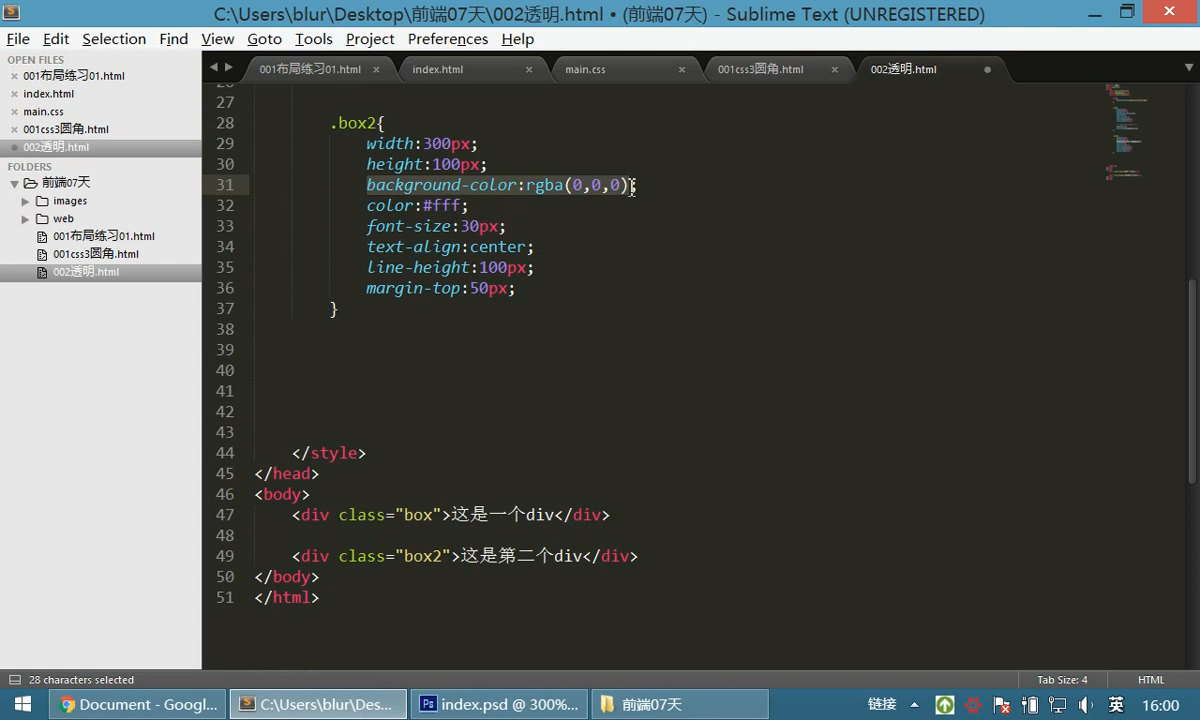 C:\Users\blur\Desktop\前端07天\002透明.html • (前端07天) - Sublime Text (UNREGISTERED)
File Edit Selection Find View Goto Tools Project Preferences Help
OPEN FILES
001布局练习01.html
index.html
main.css
001css3圆角.html
002透明.html
FOLDERS
前端07天
images
web
001布局练习01.html
001css3圆角.html
002透明.html
001布局练习01.html index.html main.css 001css3圆角.html 002透明.html
27
28 .box2{
29 width:300px;
30 height:100px;
31 background-color:rgba(0,0,0);
32 color:#fff;
33 font-size:30px;
34 text-align:center;
35 line-height:100px;
36 margin-top:50px;
37 }
38
39
40
41
42
43
44 </style>
45 </head>
46 <body>
47 <div class="box">这是一个div</div>
48
49 <div class="box2">这是第二个div</div>
50 </body>
51 </html>
28 characters selected Tab Size: 4 HTML
Document - Googl... C:\Users\blur\Des... index.psd @ 300%... 前端07天 链接 英 16:00